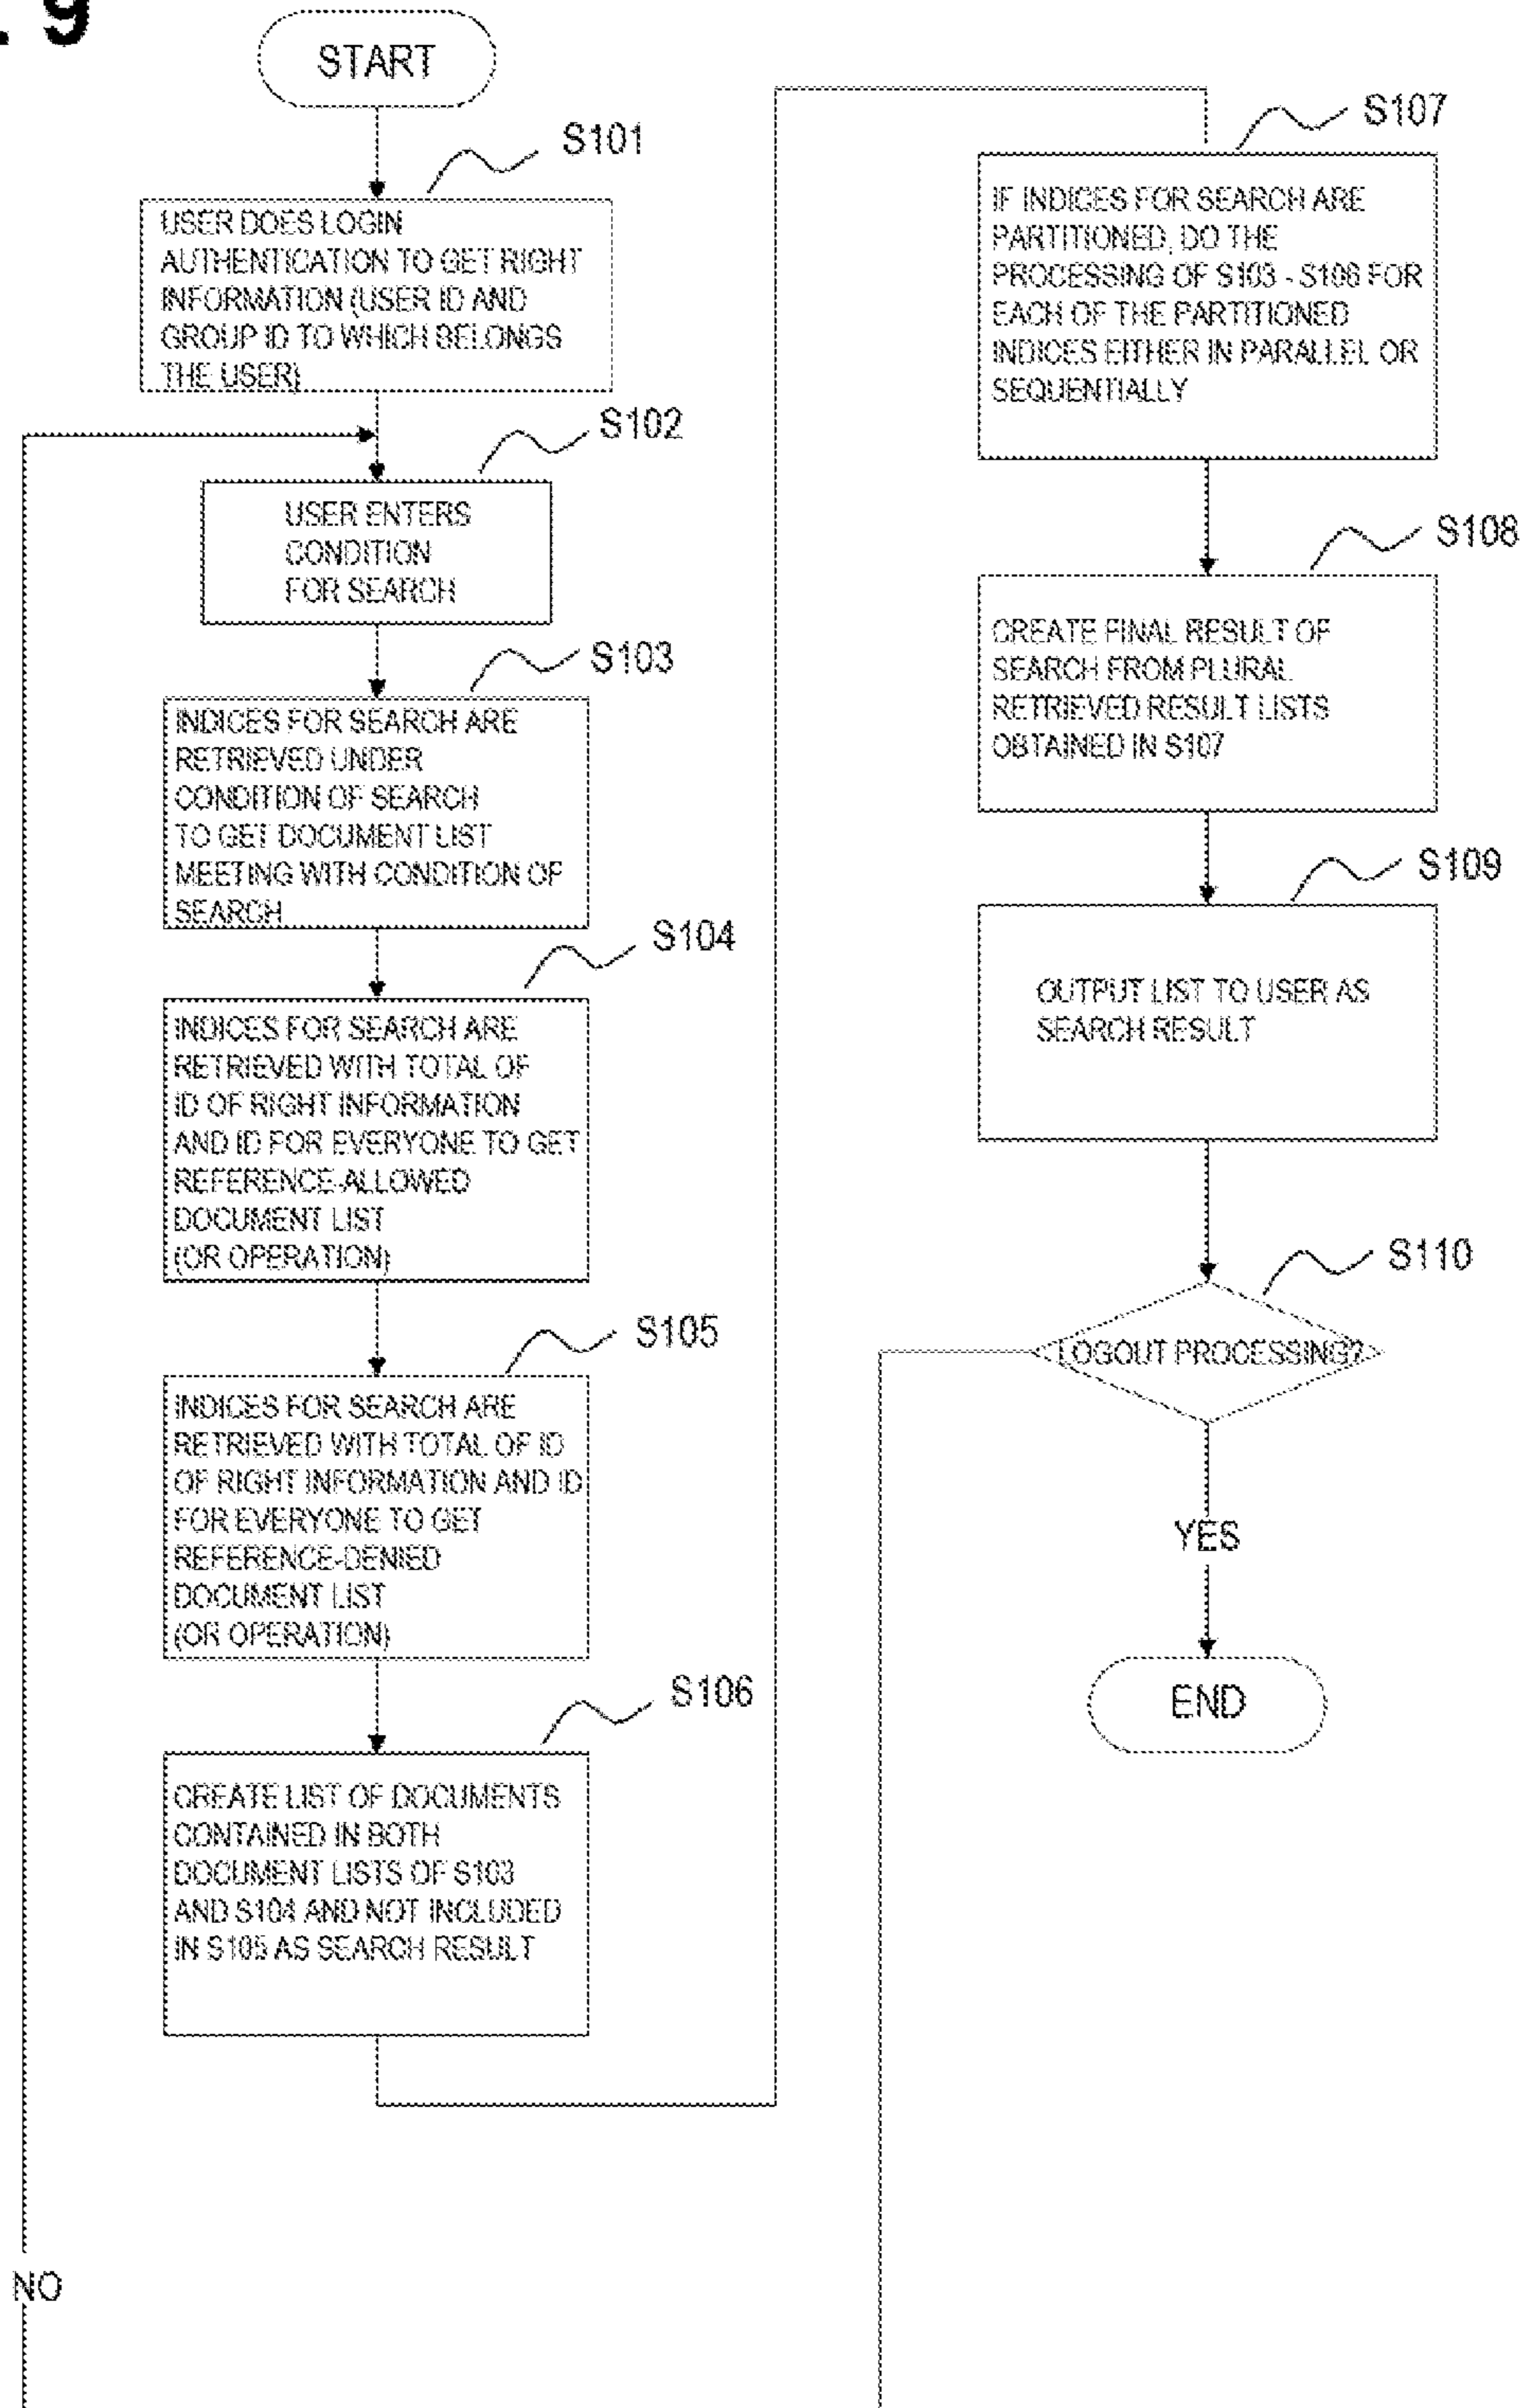 . 9
START
S101
USER DOES LOGIN
AUTHENTICATION TO GET RIGHT
INFORMATION (USER ID AND
GROUP ID TO WHICH BELONGS
THE USER)
S102
USER ENTERS
CONDITION
FOR SEARCH
S103
INDICES FOR SEARCH ARE
RETRIEVED UNDER
CONDITION OF SEARCH
TO GET DOCUMENT LIST
MEETING WITH CONDITION OF
SEARCH
S104
INDICES FOR SEARCH ARE
RETRIEVED WITH TOTAL OF
ID OF RIGHT INFORMATION
AND ID FOR EVERYONE TO GET
REFERENCE-ALLOWED
DOCUMENT LIST
(OR OPERATION)
S105
INDICES FOR SEARCH ARE
RETRIEVED WITH TOTAL OF ID
OF RIGHT INFORMATION AND ID
FOR EVERYONE TO GET
REFERENCE-DENIED
DOCUMENT LIST
(OR OPERATION)
S106
CREATE LIST OF DOCUMENTS
CONTAINED IN BOTH
DOCUMENT LISTS OF S103
AND S104 AND NOT INCLUDED
IN S105 AS SEARCH RESULT
NO
S107
IF INDICES FOR SEARCH ARE
PARTITIONED, DO THE
PROCESSING OF S103 - S106 FOR
EACH OF THE PARTITIONED
INDICES EITHER IN PARALLEL OR
SEQUENTIALLY
S108
CREATE FINAL RESULT OF
SEARCH FROM PLURAL
RETRIEVED RESULT LISTS
OBTAINED IN S107
S109
OUTPUT LIST TO USER AS
SEARCH RESULT
S110
LOGOUT PROCESSING?
YES
END